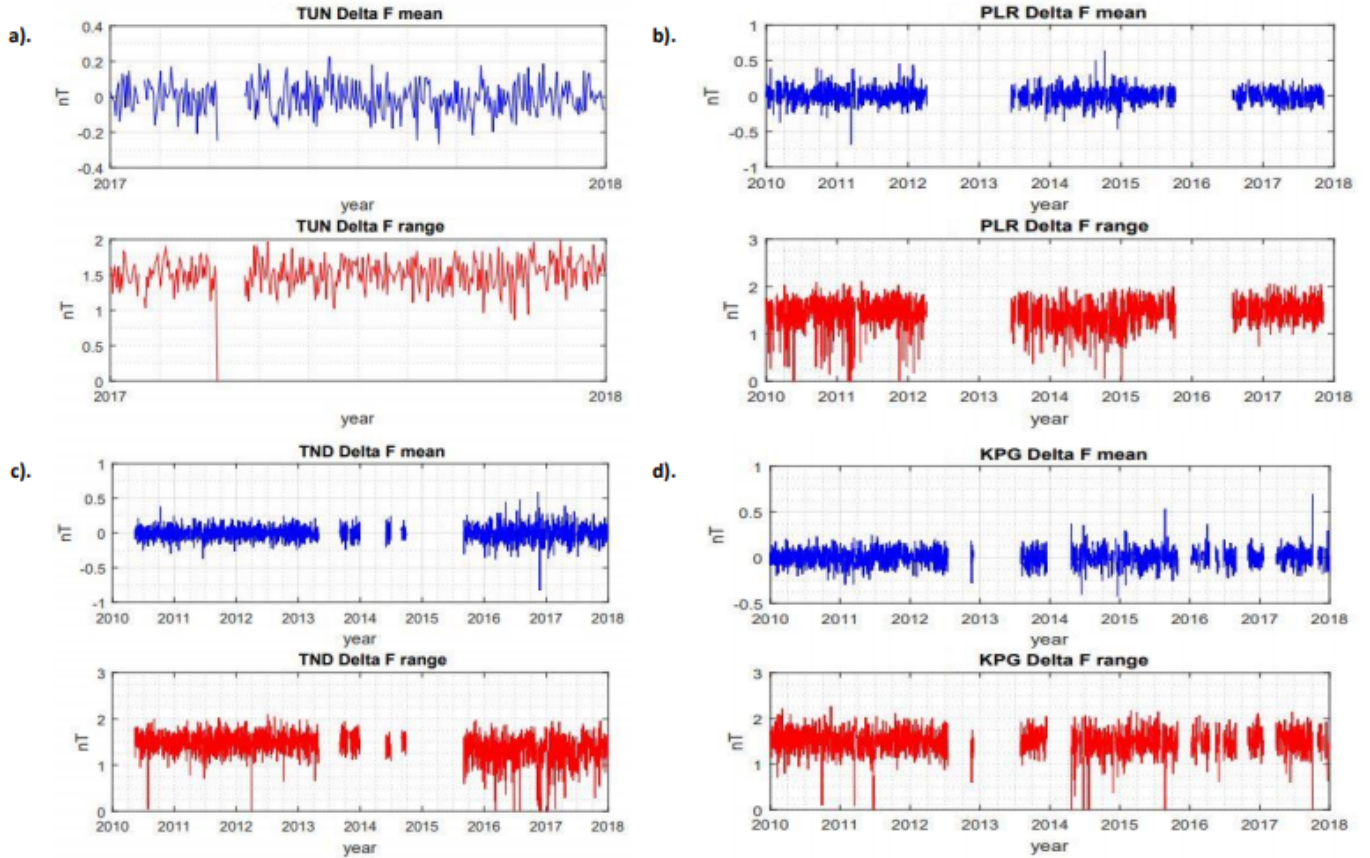 a).
TUN Delta F mean
nT
0.4
0.2
0
-0.2
-0.4
2017 2018
year
TUN Delta F range
nT
2
1.5
1
0.5
0
2017 2018
year
b).
PLR Delta F mean
nT
1
0.5
0
-0.5
-1
2010 2011 2012 2013 2014 2015 2016 2017 2018
year
PLR Delta F range
nT
3
2
1
0
2010 2011 2012 2013 2014 2015 2016 2017 2018
year
c).
TND Delta F mean
nT
1
0.5
0
-0.5
-1
2010 2011 2012 2013 2014 2015 2016 2017 2018
year
TND Delta F range
nT
3
2
1
0
2010 2011 2012 2013 2014 2015 2016 2017 2018
year
d).
KPG Delta F mean
nT
1
0.5
0
-0.5
2010 2011 2012 2013 2014 2015 2016 2017 2018
year
KPG Delta F range
nT
3
2
1
0
2010 2011 2012 2013 2014 2015 2016 2017 2018
year